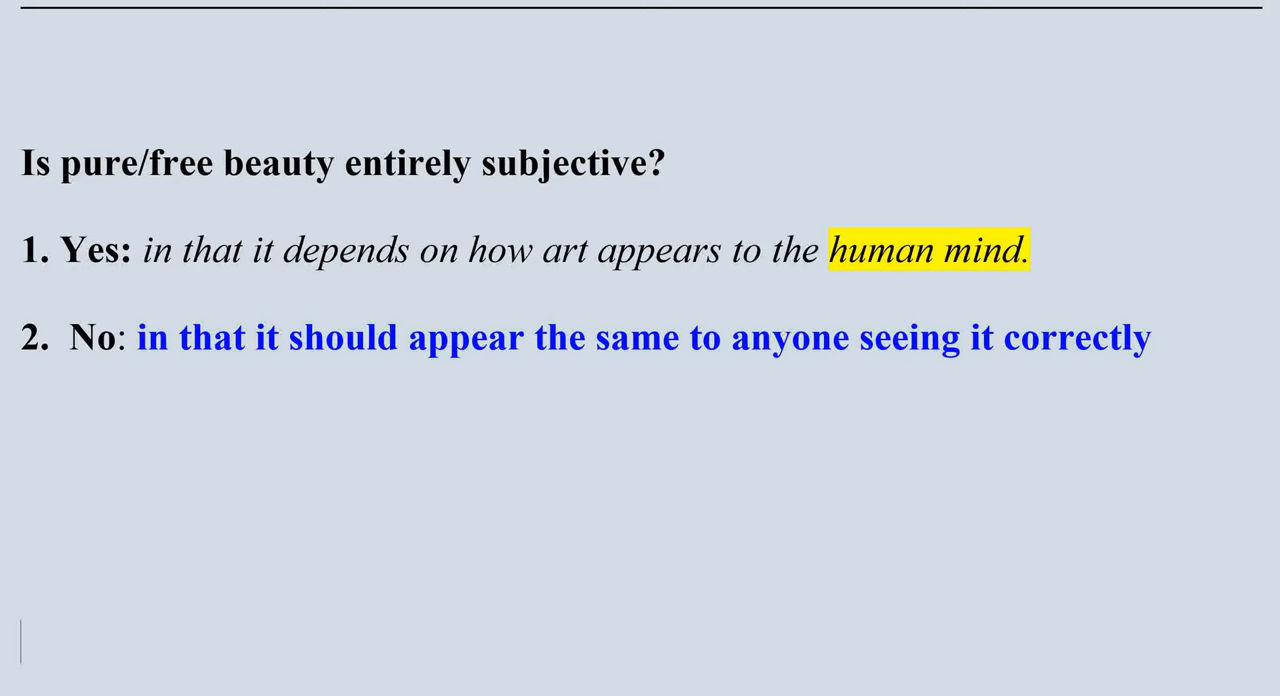 Is pure/free beauty entirely subjective?
1. Yes: in that it depends on how art appears to the human mind.
2. No: in that it should appear the same to anyone seeing it correctly